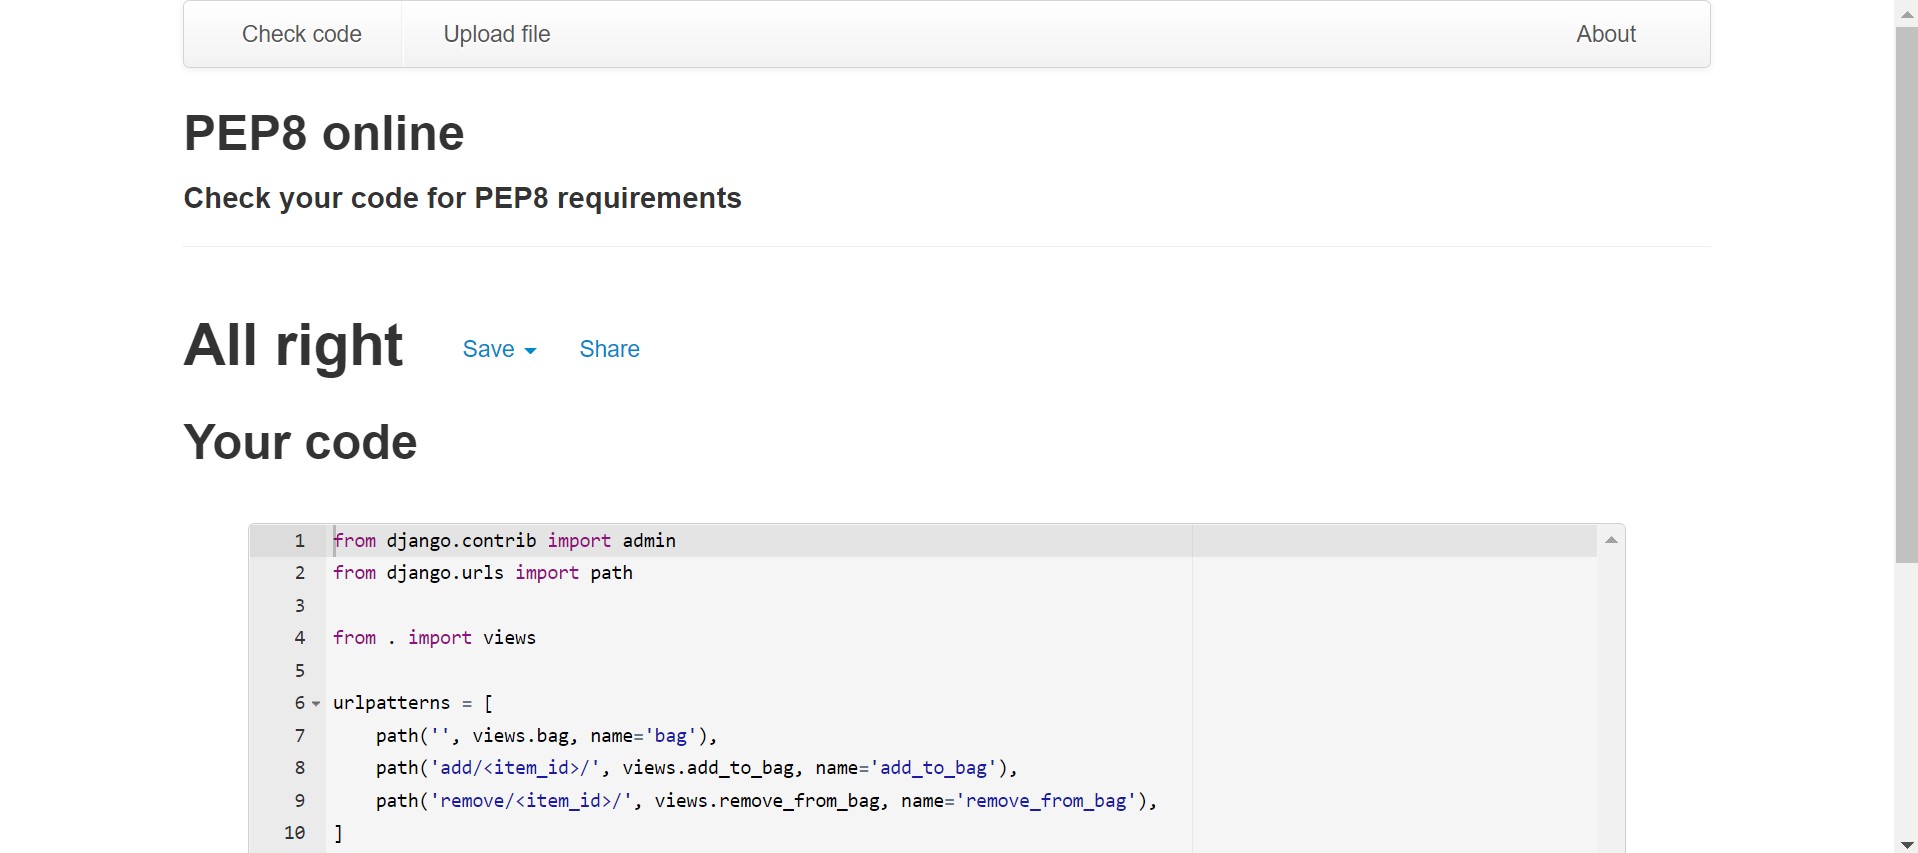 Check code Upload file About
PEP8 online
Check your code for PEP8 requirements
All right Save Share
Your code
1 from django.contrib import admin
2 from django.urls import path
3
4 from . import views
5
6 urlpatterns = [
7     path('', views.bag, name='bag'),
8     path('add/<item_id>/', views.add_to_bag, name='add_to_bag'),
9     path('remove/<item_id>/', views.remove_from_bag, name='remove_from_bag'),
10 ]